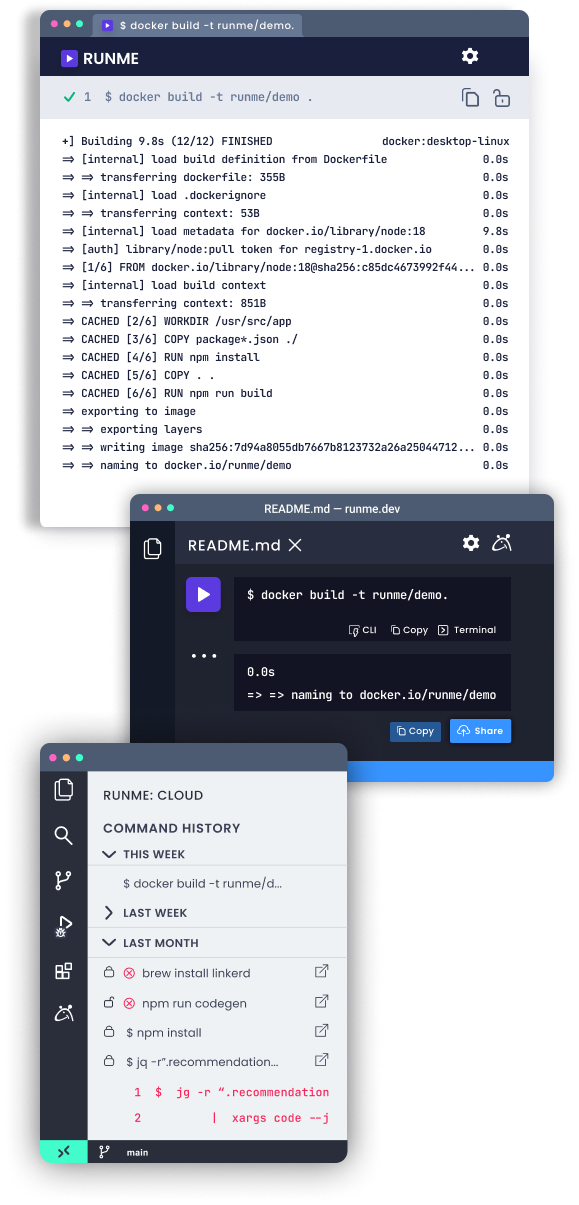 $ docker build -t runme/demo.
RUNME
1 $ docker build -t runme/demo .
+] Building 9.8s (12/12) FINISHED docker:desktop-linux
⇒ [internal] load build definition from Dockerfile 0.0s
⇒ ⇒ transferring dockerfile: 355B 0.0s
⇒ [internal] load .dockerignore 0.0s
⇒ ⇒ transferring context: 53B 0.0s
⇒ [internal] load metadata for docker.io/library/node:18 9.8s
⇒ [auth] library/node:pull token for registry-1.docker.io 0.0s
⇒ [1/6] FROM docker.io/library/node:18@sha256:c85dc4673992f44... 0.0s
⇒ [internal] load build context 0.0s
⇒ ⇒ transferring context: 851B 0.0s
⇒ CACHED [2/6] WORKDIR /usr/src/app 0.0s
⇒ CACHED [3/6] COPY package*.json ./ 0.0s
⇒ CACHED [4/6] RUN npm install 0.0s
⇒ CACHED [5/6] COPY . . 0.0s
⇒ CACHED [6/6] RUN npm run build 0.0s
⇒ exporting to image 0.0s
⇒ ⇒ exporting layers 0.0s
⇒ ⇒ writing image sha256:7d94a8055db7667b8123732a26a25044712... 0.0s
⇒ ⇒ naming to docker.io/runme/demo 0.0s
README.md — runme.dev
README.md
$ docker build -t runme/demo.
CLI Copy Terminal
0.0s
=> => naming to docker.io/runme/demo
Copy Share
RUNME: CLOUD
COMMAND HISTORY
THIS WEEK
$ docker build -t runme/d...
LAST WEEK
LAST MONTH
brew install linkerd
npm run codegen
$ npm install
$ jq -r”.recommendation...
1 $ jg -r “.recommendation
2 | xargs code --j
main